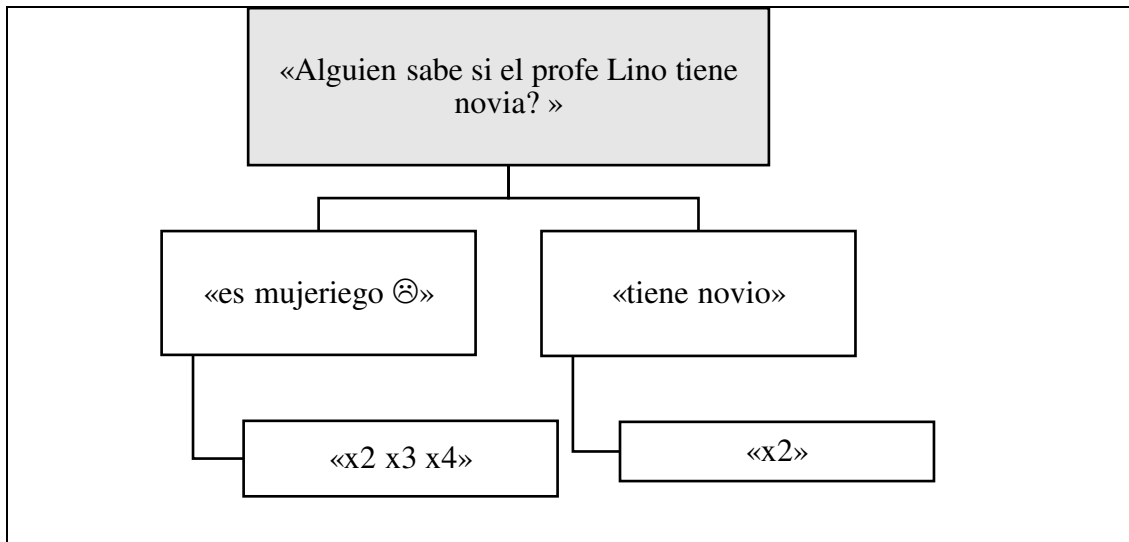 «Alguien sabe si el profe Lino tiene
novia? »
«es mujeriego ☹»
«tiene novio»
«x2 x3 x4»
«x2»